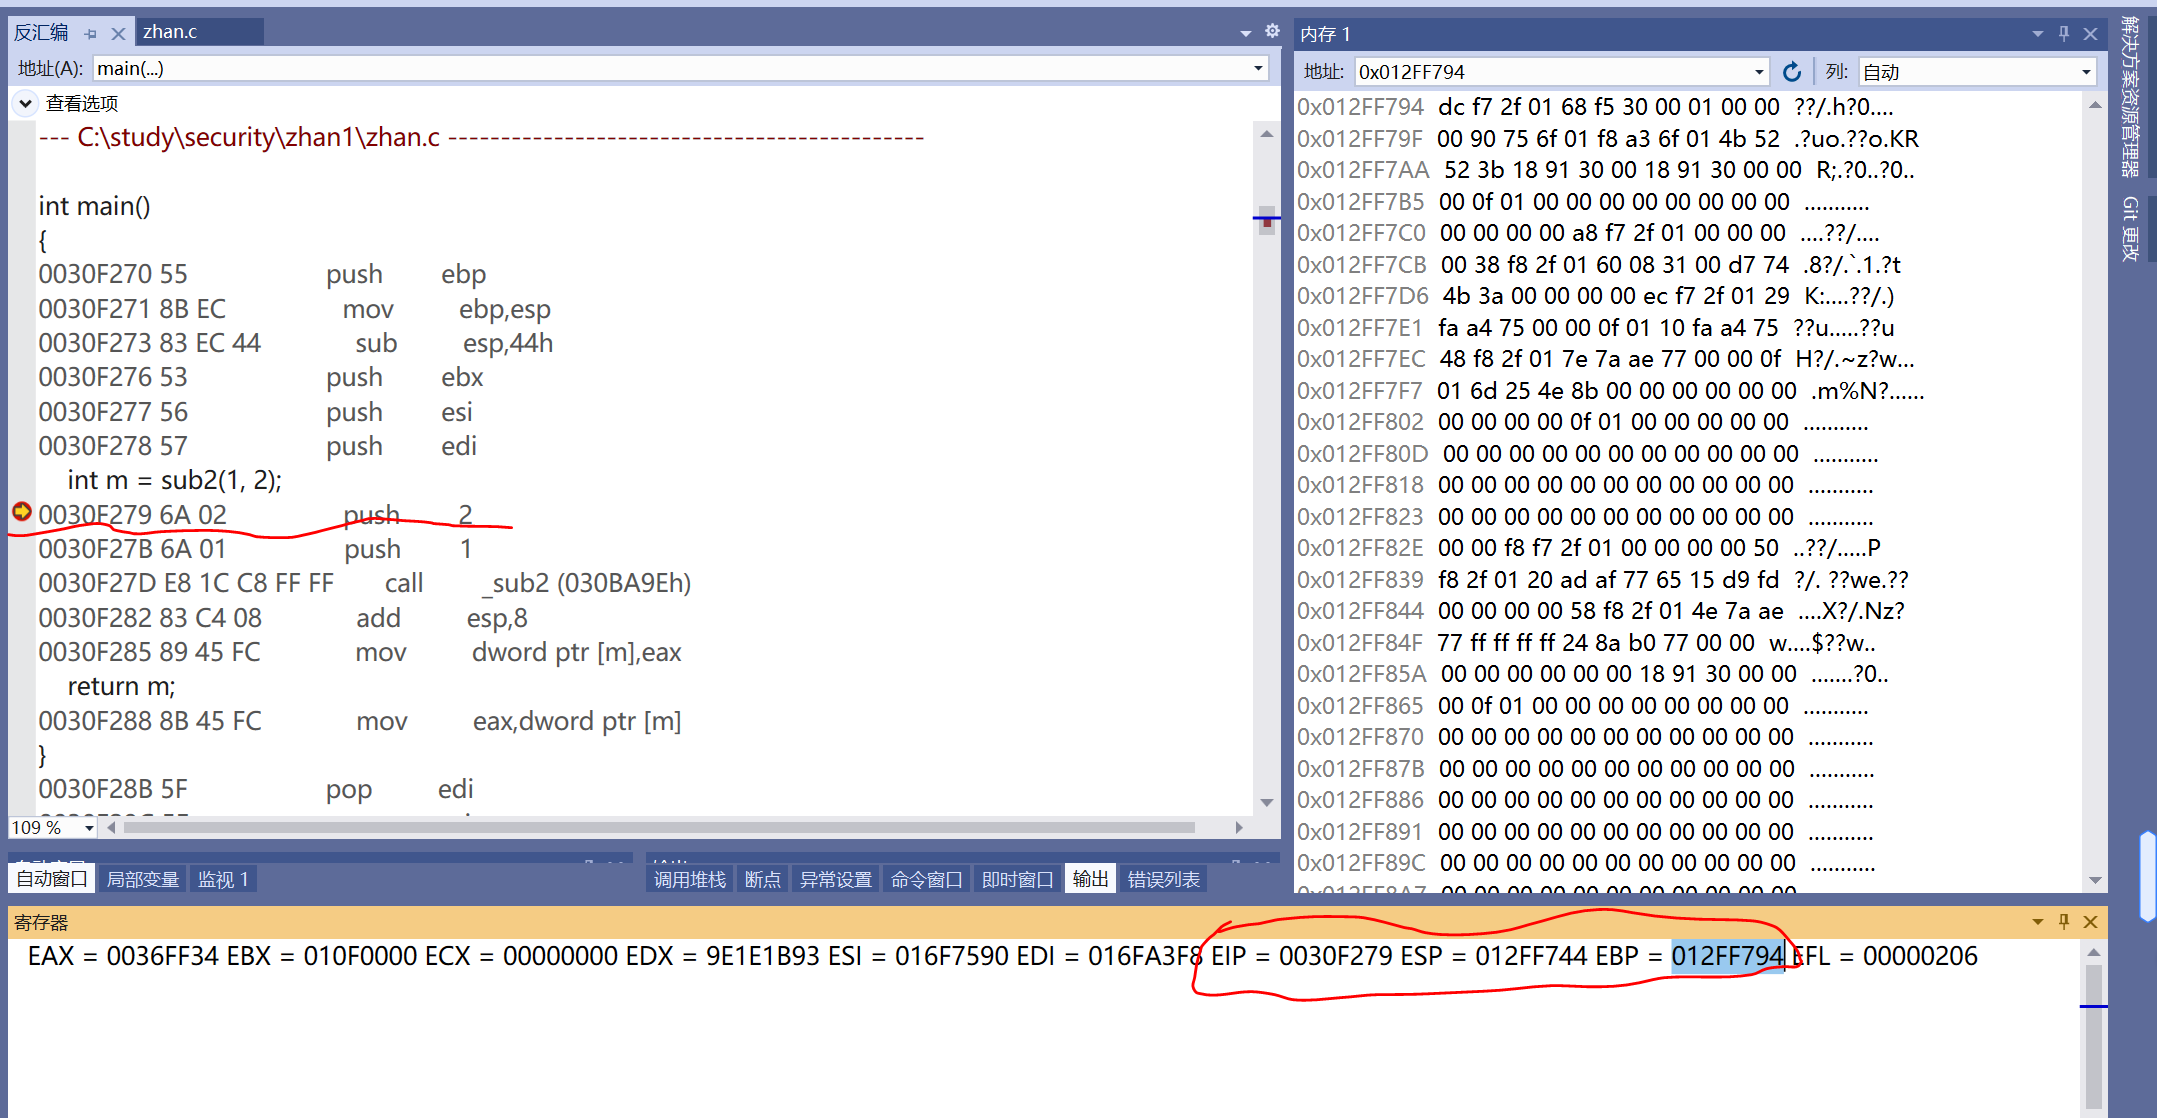 反汇编
zhan.c
地址(A): main(...)
查看选项
--- C:\study\security\zhan1\zhan.c ---------------------------------------------
int main()
{
0030F270 55 push ebp
0030F271 8B EC mov ebp,esp
0030F273 83 EC 44 sub esp,44h
0030F276 53 push ebx
0030F277 56 push esi
0030F278 57 push edi
int m = sub2(1, 2);
0030F279 6A 02 push 2
0030F27B 6A 01 push 1
0030F27D E8 1C C8 FF FF call _sub2 (030BA9Eh)
0030F282 83 C4 08 add esp,8
0030F285 89 45 FC mov dword ptr [m],eax
return m;
0030F288 8B 45 FC mov eax,dword ptr [m]
}
0030F28B 5F pop edi
109 %
内存 1
地址: 0x012FF794 列: 自动
0x012FF794 dc f7 2f 01 68 f5 30 00 01 00 00 ??/.h?0....
0x012FF79F 00 90 75 6f 01 f8 a3 6f 01 4b 52 .?uo.??o.KR
0x012FF7AA 52 3b 18 91 30 00 18 91 30 00 00 R;.?0..?0..
0x012FF7B5 00 0f 01 00 00 00 00 00 00 00 00 ...........
0x012FF7C0 00 00 00 00 a8 f7 2f 01 00 00 00 ....??/....
0x012FF7CB 00 38 f8 2f 01 60 08 31 00 d7 74 .8?/.`.1.?t
0x012FF7D6 4b 3a 00 00 00 00 ec f7 2f 01 29 K:....??/.)
0x012FF7E1 fa a4 75 00 00 0f 01 10 fa a4 75 ??u.....??u
0x012FF7EC 48 f8 2f 01 7e 7a ae 77 00 00 0f H?/.~z?w...
0x012FF7F7 01 6d 25 4e 8b 00 00 00 00 00 00 .m%N?......
0x012FF802 00 00 00 00 0f 01 00 00 00 00 00 ...........
0x012FF80D 00 00 00 00 00 00 00 00 00 00 00 ...........
0x012FF818 00 00 00 00 00 00 00 00 00 00 00 ...........
0x012FF823 00 00 00 00 00 00 00 00 00 00 00 ...........
0x012FF82E 00 00 f8 f7 2f 01 00 00 00 00 50 ..??/.....P
0x012FF839 f8 2f 01 20 ad af 77 65 15 d9 fd ?/. ??we.??
0x012FF844 00 00 00 00 58 f8 2f 01 4e 7a ae ....X?/.Nz?
0x012FF84F 77 ff ff ff ff 24 8a b0 77 00 00 w....$??w..
0x012FF85A 00 00 00 00 00 00 18 91 30 00 00 .......?0..
0x012FF865 00 0f 01 00 00 00 00 00 00 00 00 ...........
0x012FF870 00 00 00 00 00 00 00 00 00 00 00 ...........
0x012FF87B 00 00 00 00 00 00 00 00 00 00 00 ...........
0x012FF886 00 00 00 00 00 00 00 00 00 00 00 ...........
0x012FF891 00 00 00 00 00 00 00 00 00 00 00 ...........
0x012FF89C 00 00 00 00 00 00 00 00 00 00 00 ...........
解决方案资源管理器
Git 更改
自动窗口 局部变量 监视 1
调用堆栈 断点 异常设置 命令窗口 即时窗口 输出 错误列表
寄存器
EAX = 0036FF34 EBX = 010F0000 ECX = 00000000 EDX = 9E1E1B93 ESI = 016F7590 EDI = 016FA3F8 EIP = 0030F279 ESP = 012FF744 EBP = 012FF794 EFL = 00000206